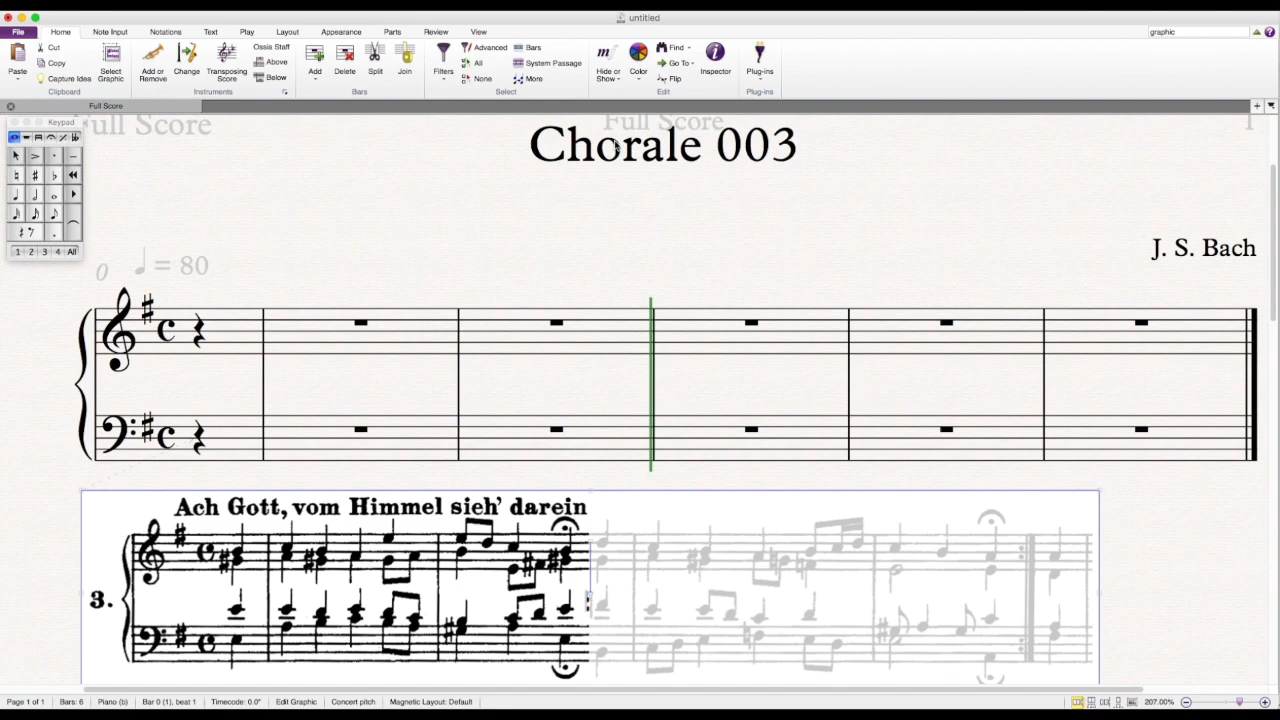 untitled
File Home Note Input Notations Text Play Layout Appearance Parts Review View graphic
Paste Cut Copy Capture Idea Select Graphic Add or Remove Change Transposing Score Ossia Staff Above Below Add Delete Split Join Filters Advanced All None Bars System Passage More Hide or Show Color Find Go To Flip Inspector Plug-ins
Clipboard Instruments Bars Select Edit Plug-ins
Full Score
Keypad
1 2 3 4 All
Full Score Full Score 1
Chorale 003
J. S. Bach
0 = 80
Ach Gott, vom Himmel sieh' darein
3.
Page 1 of 1 Bars: 6 Piano (b) Bar 0 (1), beat 1 Timecode: 0.0" Edit Graphic Concert pitch Magnetic Layout: Default 207.00%